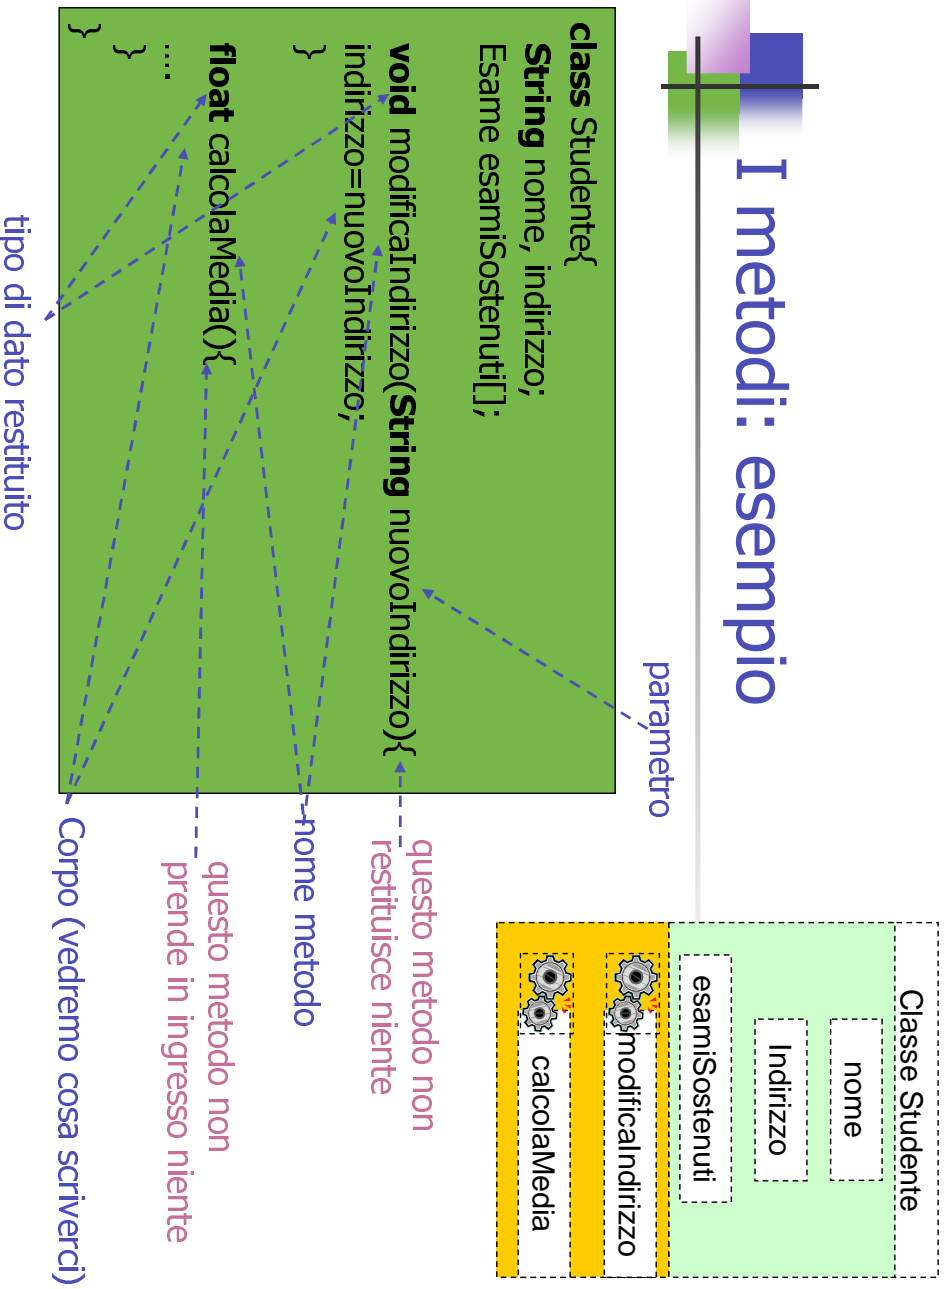 I metodi: esempio
class Studente{
String nome, indirizzo;
Esame esamiSostenuti[];
void modificaIndirizzo(String nuovoIndirizzo){
indirizzo=nuovoIndirizzo;
}
float calcolaMedia(){
....
}
}
parametro
questo metodo non
restituisce niente
nome metodo
questo metodo non
prende in ingresso niente
Corpo (vedremo cosa scriverci)
tipo di dato restituito
Classe Studente
nome
Indirizzo
esamiSostenuti
modificaIndirizzo
calcolaMedia